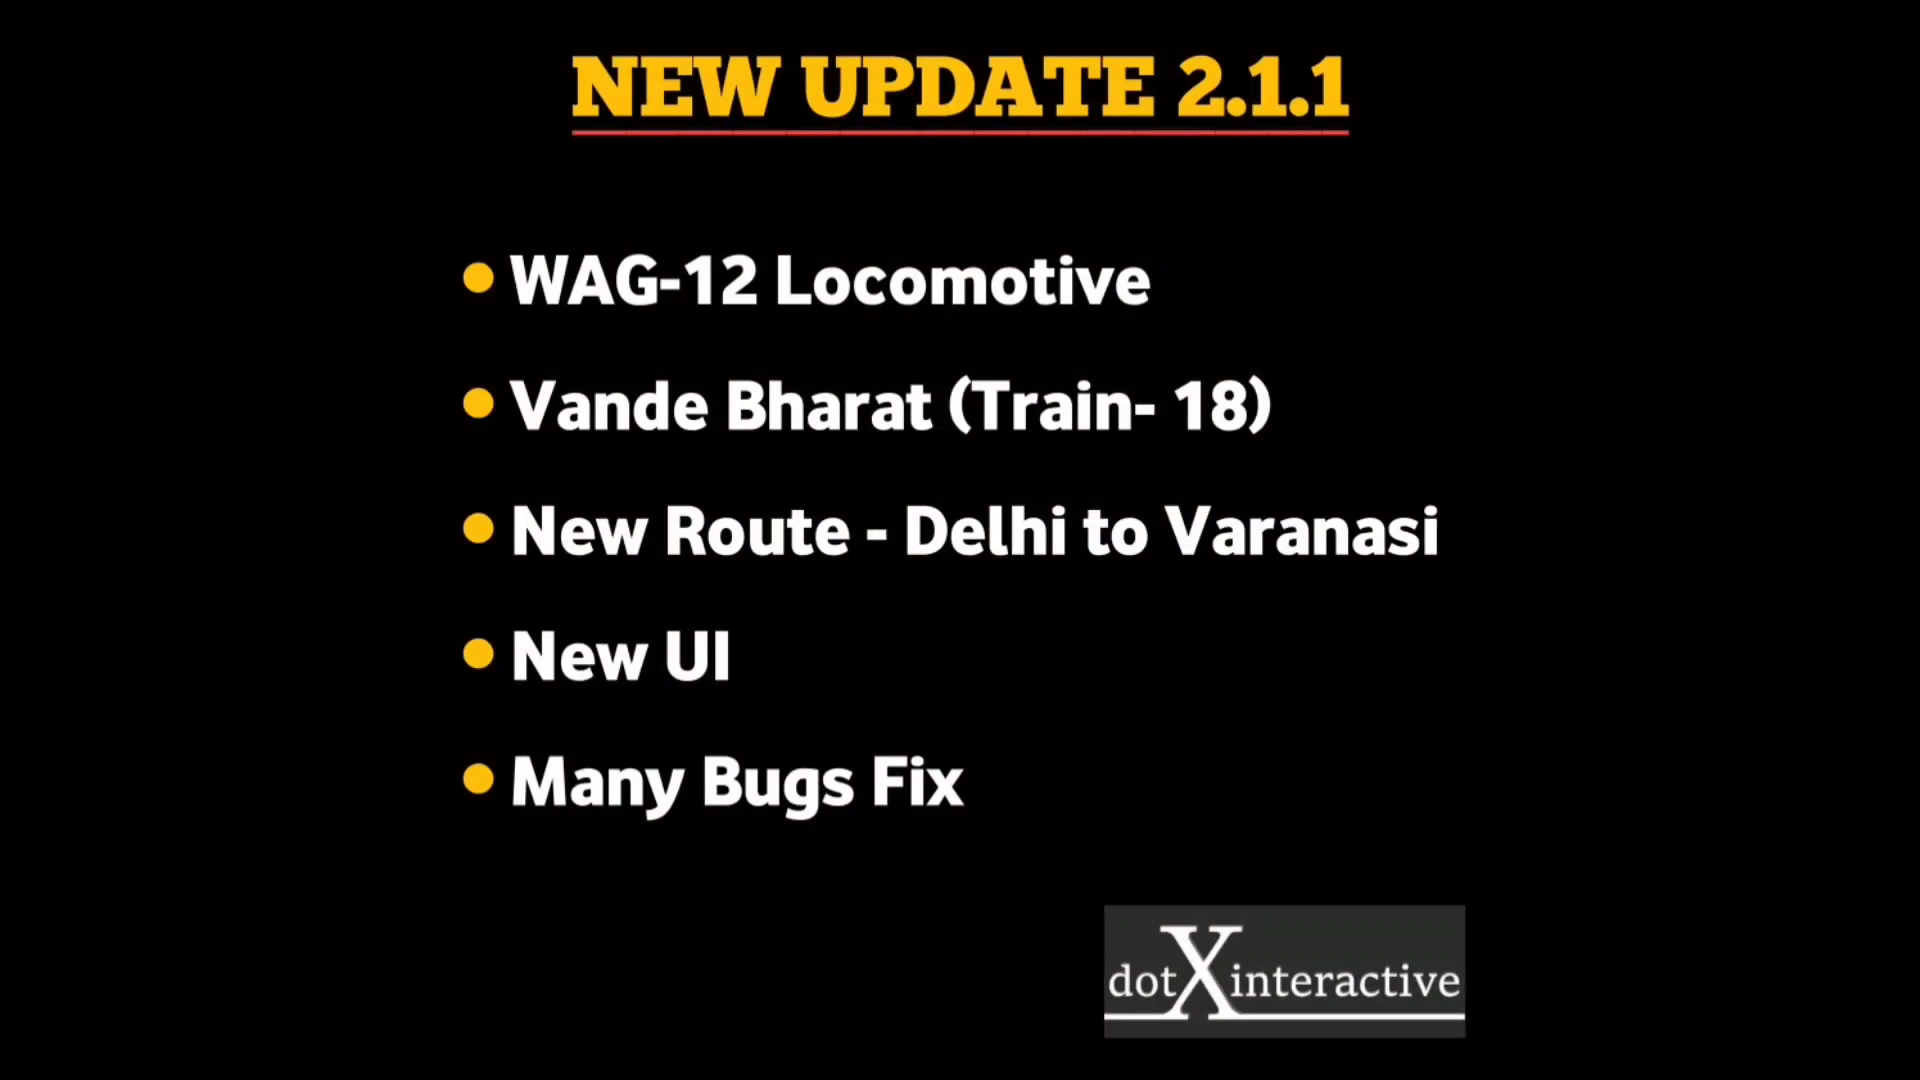 NEW UPDATE 2.1.1
• WAG-12 Locomotive
• Vande Bharat (Train- 18)
• New Route - Delhi to Varanasi
• New UI
• Many Bugs Fix
dotXinteractive